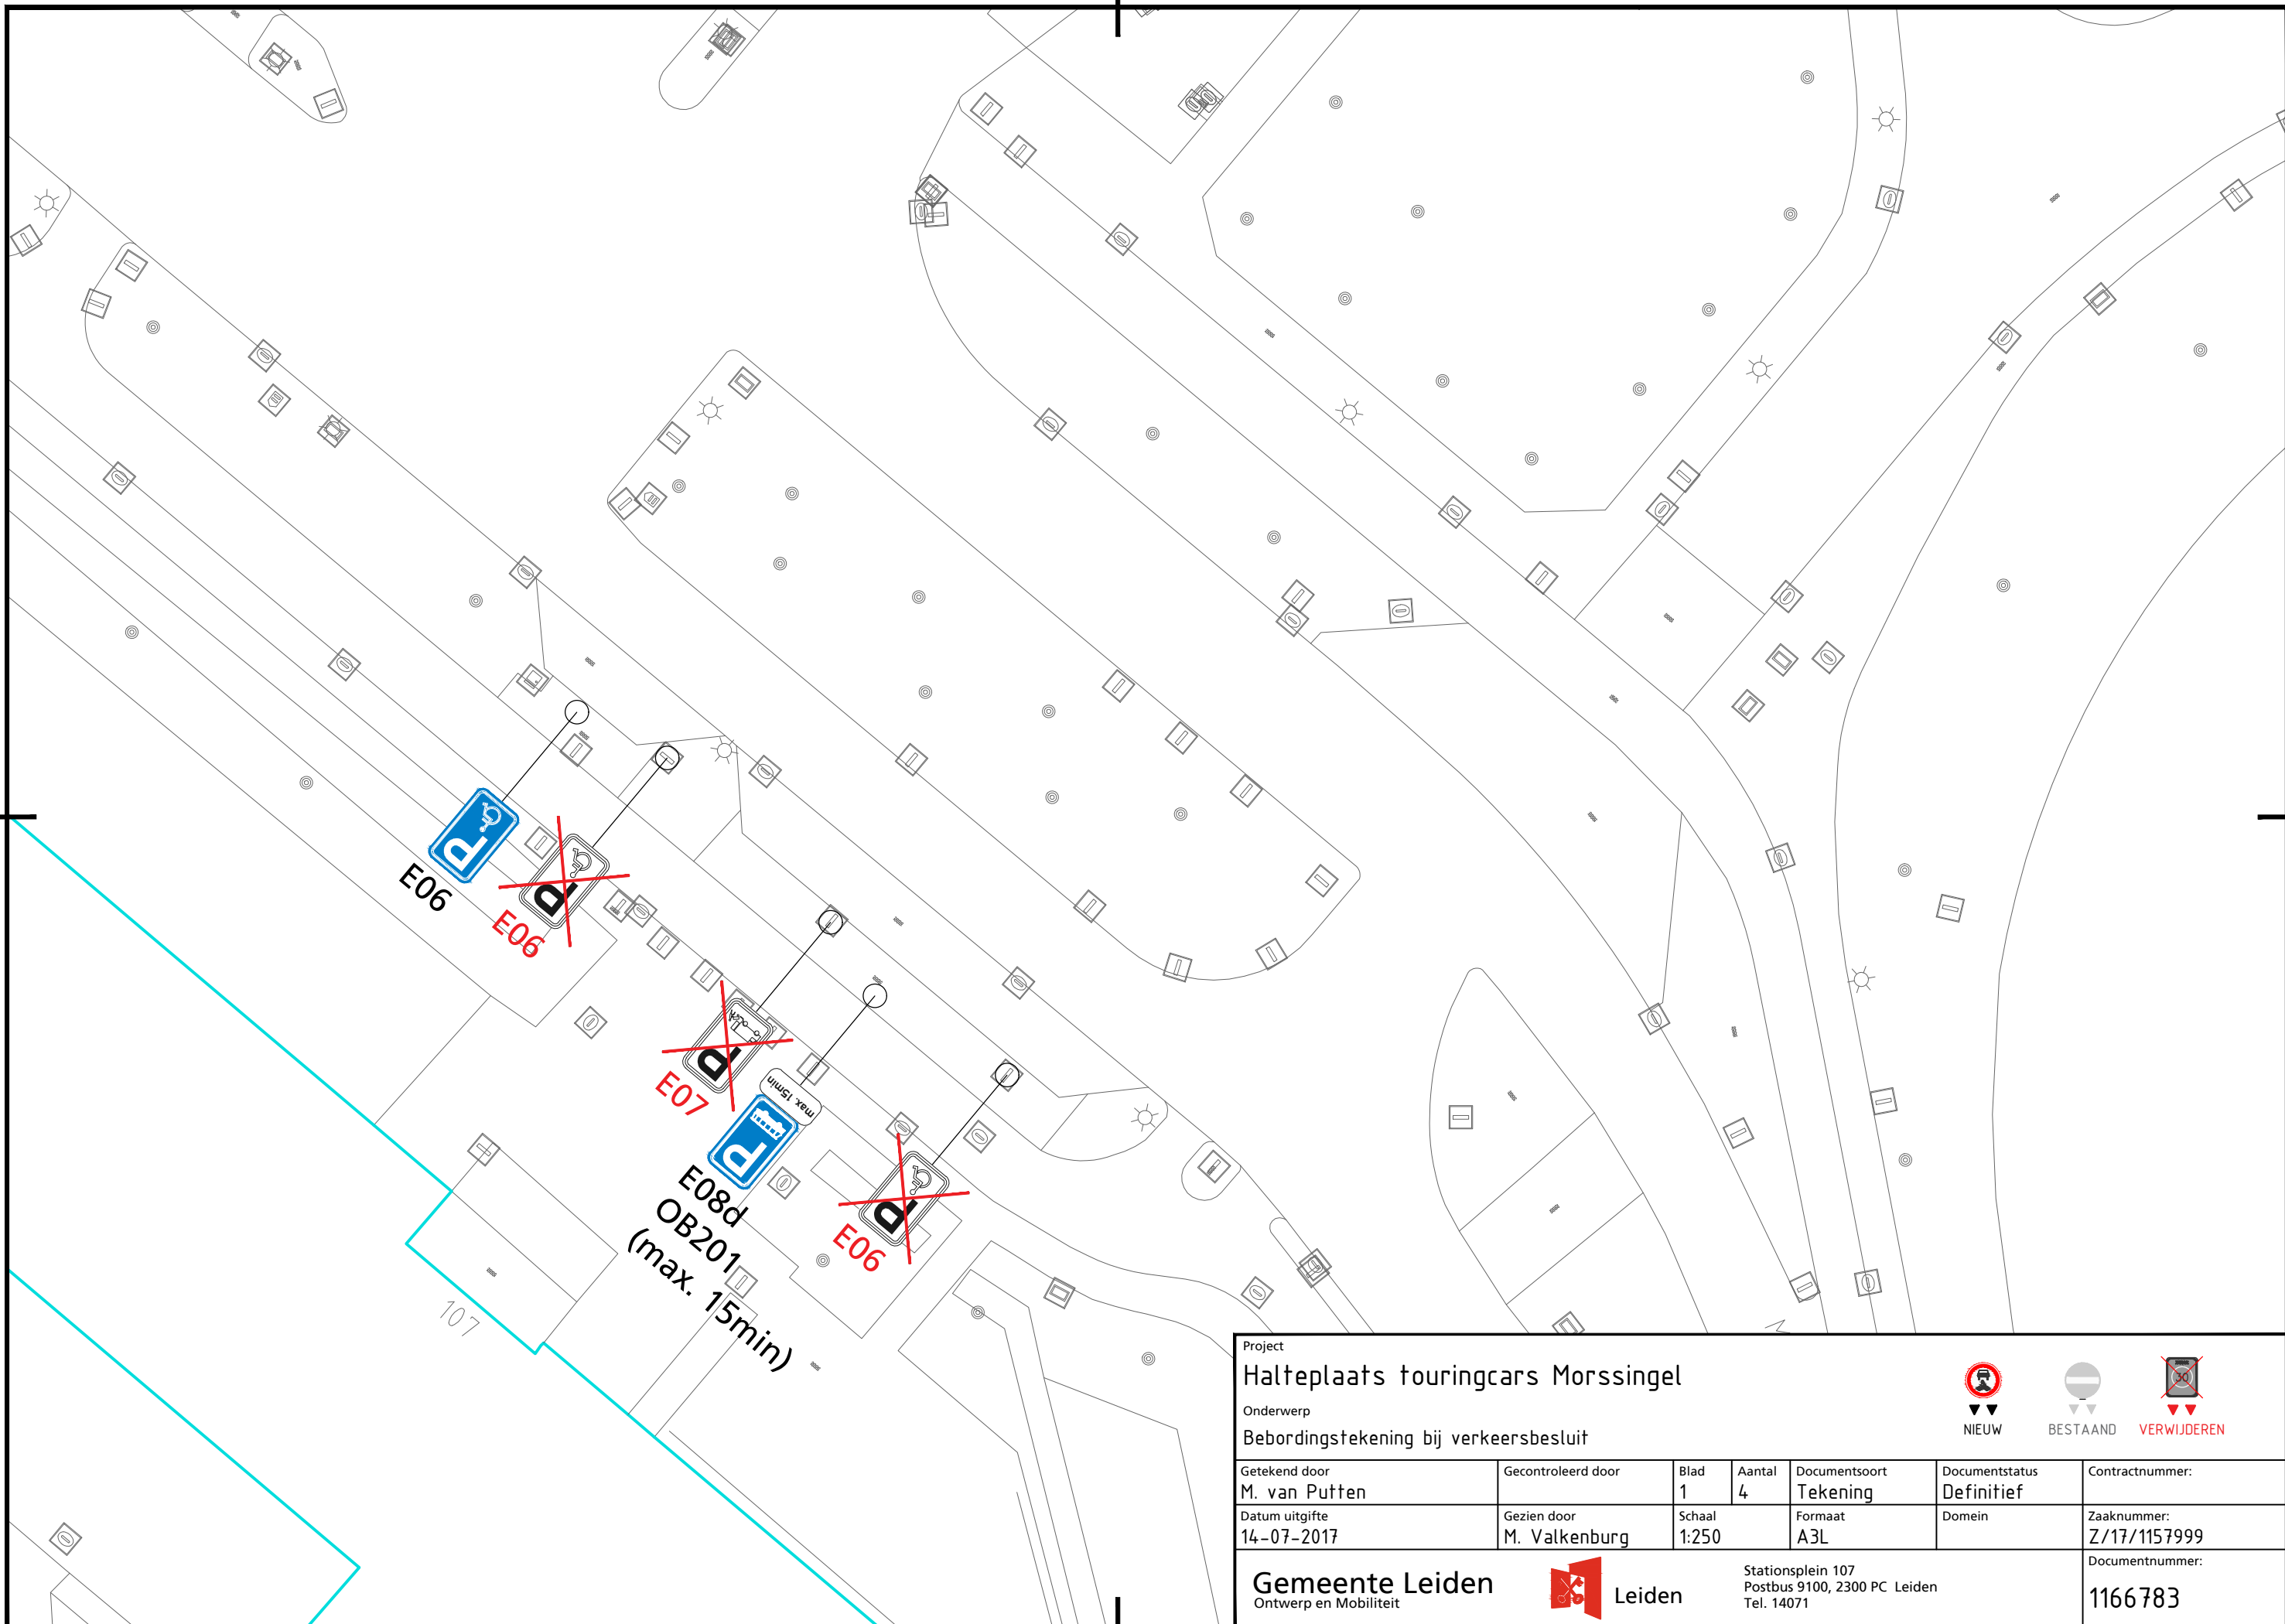 P
E06
P
E06
P
E07
max 15min
P
E08d
OB201
(max. 15min)
P
E06
107
Project
Halteplaats touringcars Morssingel
Onderwerp
Bebordingstekening bij verkeersbesluit
30
NIEUW
BESTAAND
VERWIJDEREN
Getekend door
M. van Putten
Gecontroleerd door
Blad
1
Aantal
4
Documentsoort
Tekening
Documentstatus
Definitief
Contractnummer:
Datum uitgifte
14-07-2017
Gezien door
M. Valkenburg
Schaal
1:250
Formaat
A3L
Domein
Zaaknummer:
Z/17/1157999
Gemeente Leiden
Ontwerp en Mobiliteit
Leiden
Stationsplein 107
Postbus 9100, 2300 PC Leiden
Tel. 14071
Documentnummer:
1166783